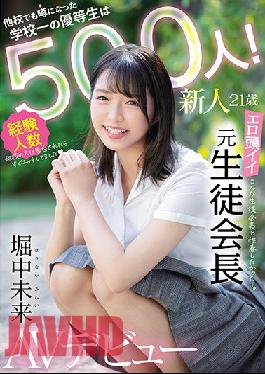 他校でも噂になった
学校一の優等生は
500人!
経験
人数
新人21歳
エロ頭イイ
元生徒会長
堀中未来
AVデビュー